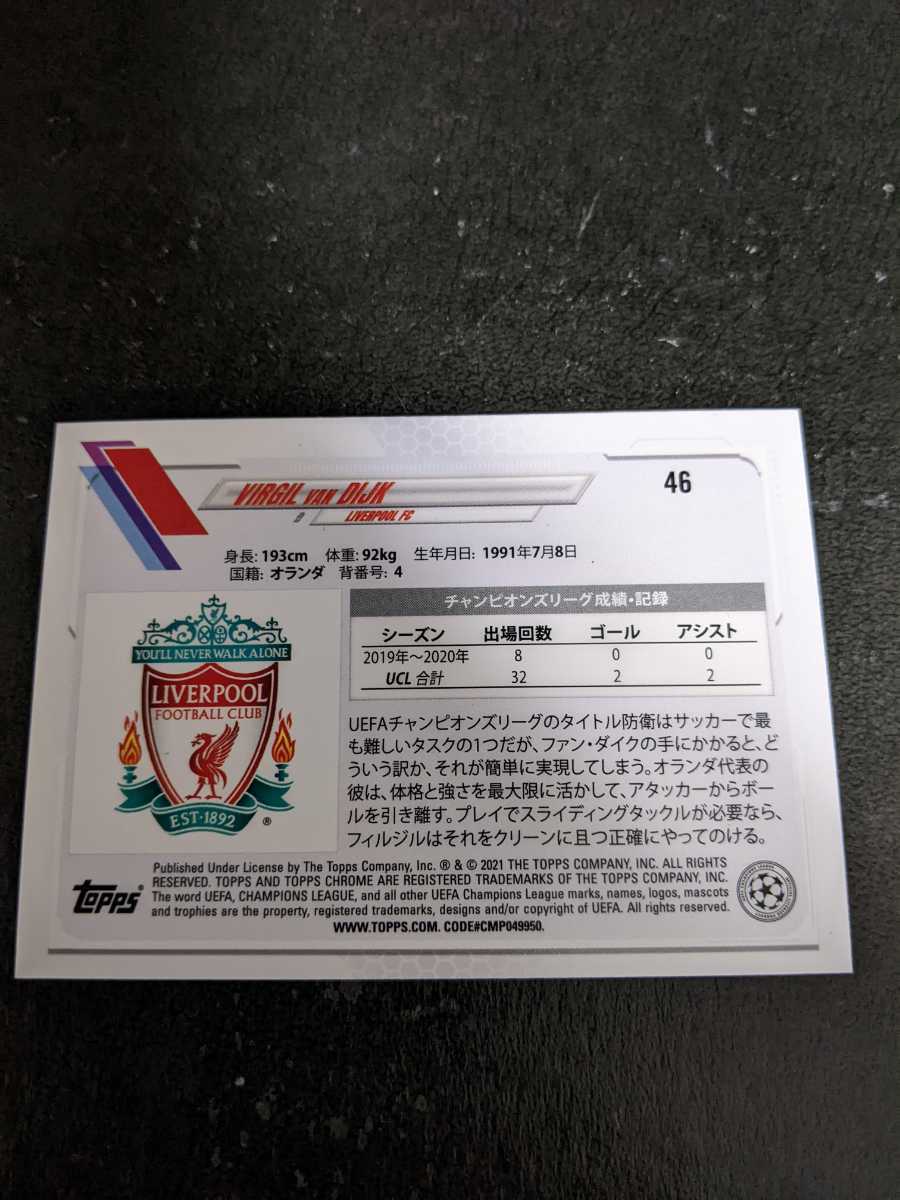 VIRGIL VAN DIJK
46
D
LIVERPOOL FC
身長: 193cm 体重: 92kg 生年月日: 1991年7月8日
国籍: オランダ 背番号: 4
チャンピオンズリーグ成績・記録
シーズン 出場回数 ゴール アシスト
2019年〜2020年 8 0 0
UCL 合計 32 2 2
YOU'LL NEVER WALK ALONE
LIVERPOOL
FOOTBALL CLUB
EST·1892
®
UEFAチャンピオンズリーグのタイトル防衛はサッカーで最
も難しいタスクの1つだが、ファン・ダイクの手にかかると、ど
ういう訳か、それが簡単に実現してしまう。オランダ代表の
彼は、体格と強さを最大限に活かして、アタッカーからボー
ルを引き離す。プレイでスライディングタックルが必要なら、
フィルジルはそれをクリーンに且つ正確にやってのける。
Topps®
Published Under License by The Topps Company, Inc. ® & © 2021 THE TOPPS COMPANY, INC. ALL RIGHTS
RESERVED. TOPPS AND TOPPS CHROME ARE REGISTERED TRADEMARKS OF THE TOPPS COMPANY, INC.
The word UEFA, CHAMPIONS LEAGUE, and all other UEFA Champions League marks, names, logos, mascots
and trophies are the property, registered trademarks, designs and/or copyright of UEFA. All rights reserved.
WWW.TOPPS.COM. CODE#CMP049950.